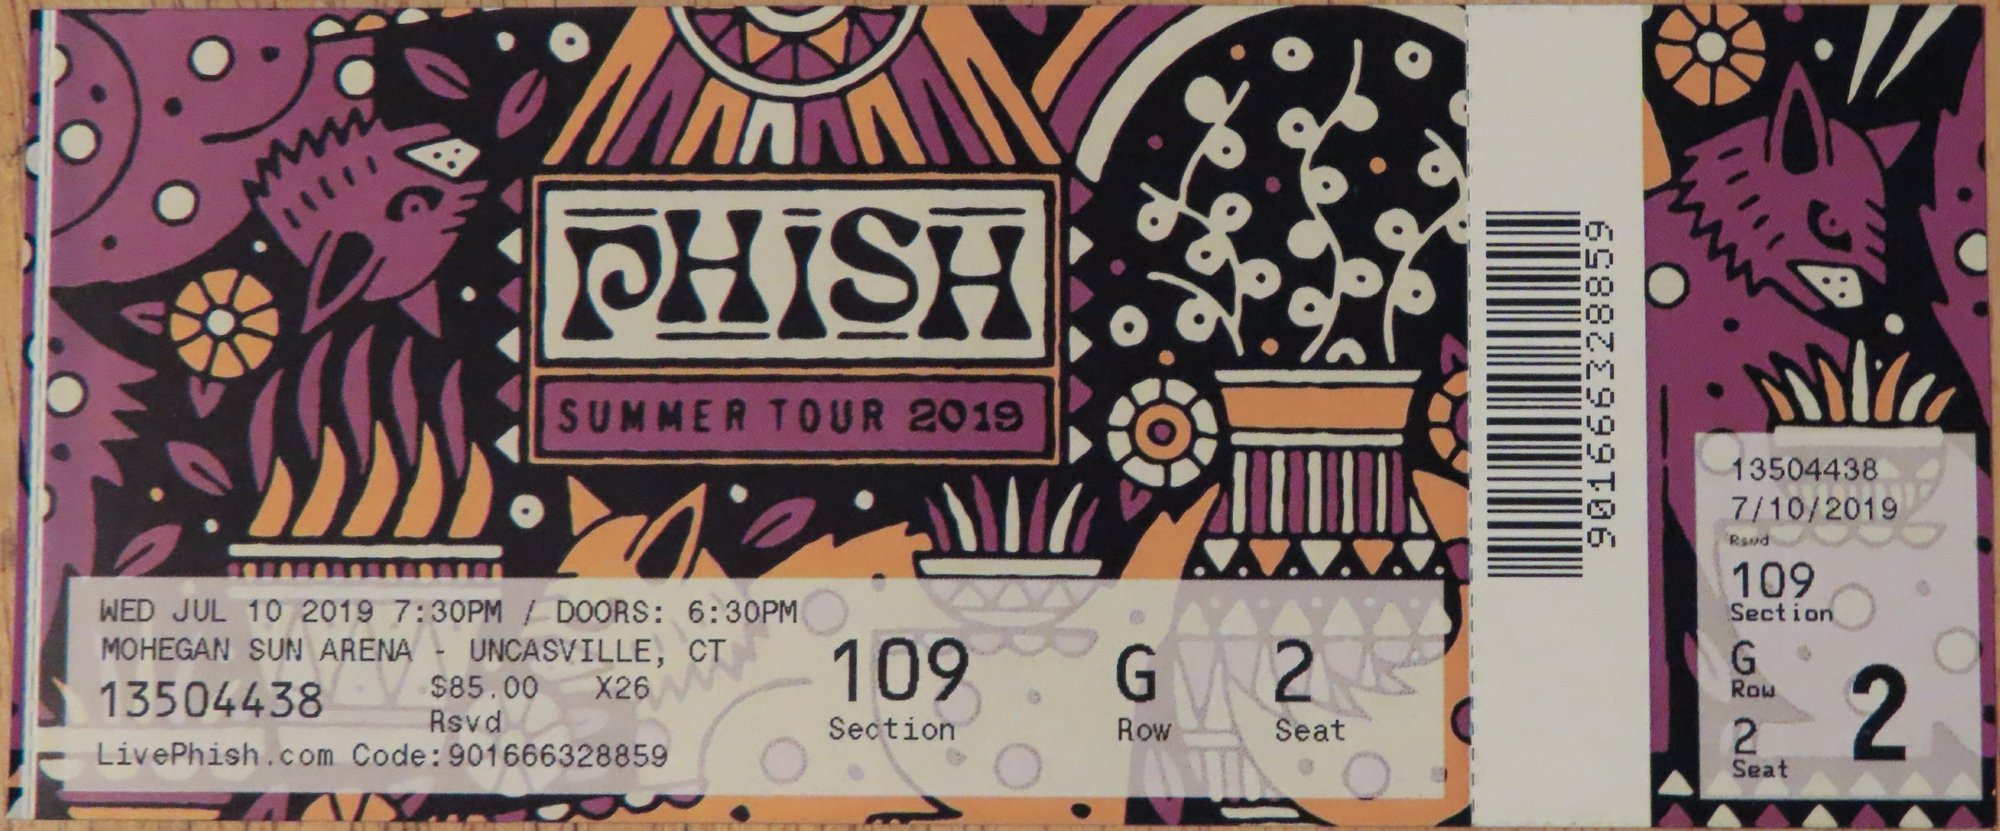 PHISH
SUMMER TOUR 2019
WED JUL 10 2019 7:30PM / DOORS: 6:30PM
MOHEGAN SUN ARENA - UNCASVILLE, CT
13504438 $85.00 X26
Rsvd
LivePhish.com Code:901666328859
109
Section
G
Row
2
Seat
901666328859
13504438
7/10/2019
Rsvd
109
Section
G
Row
2
Seat
2